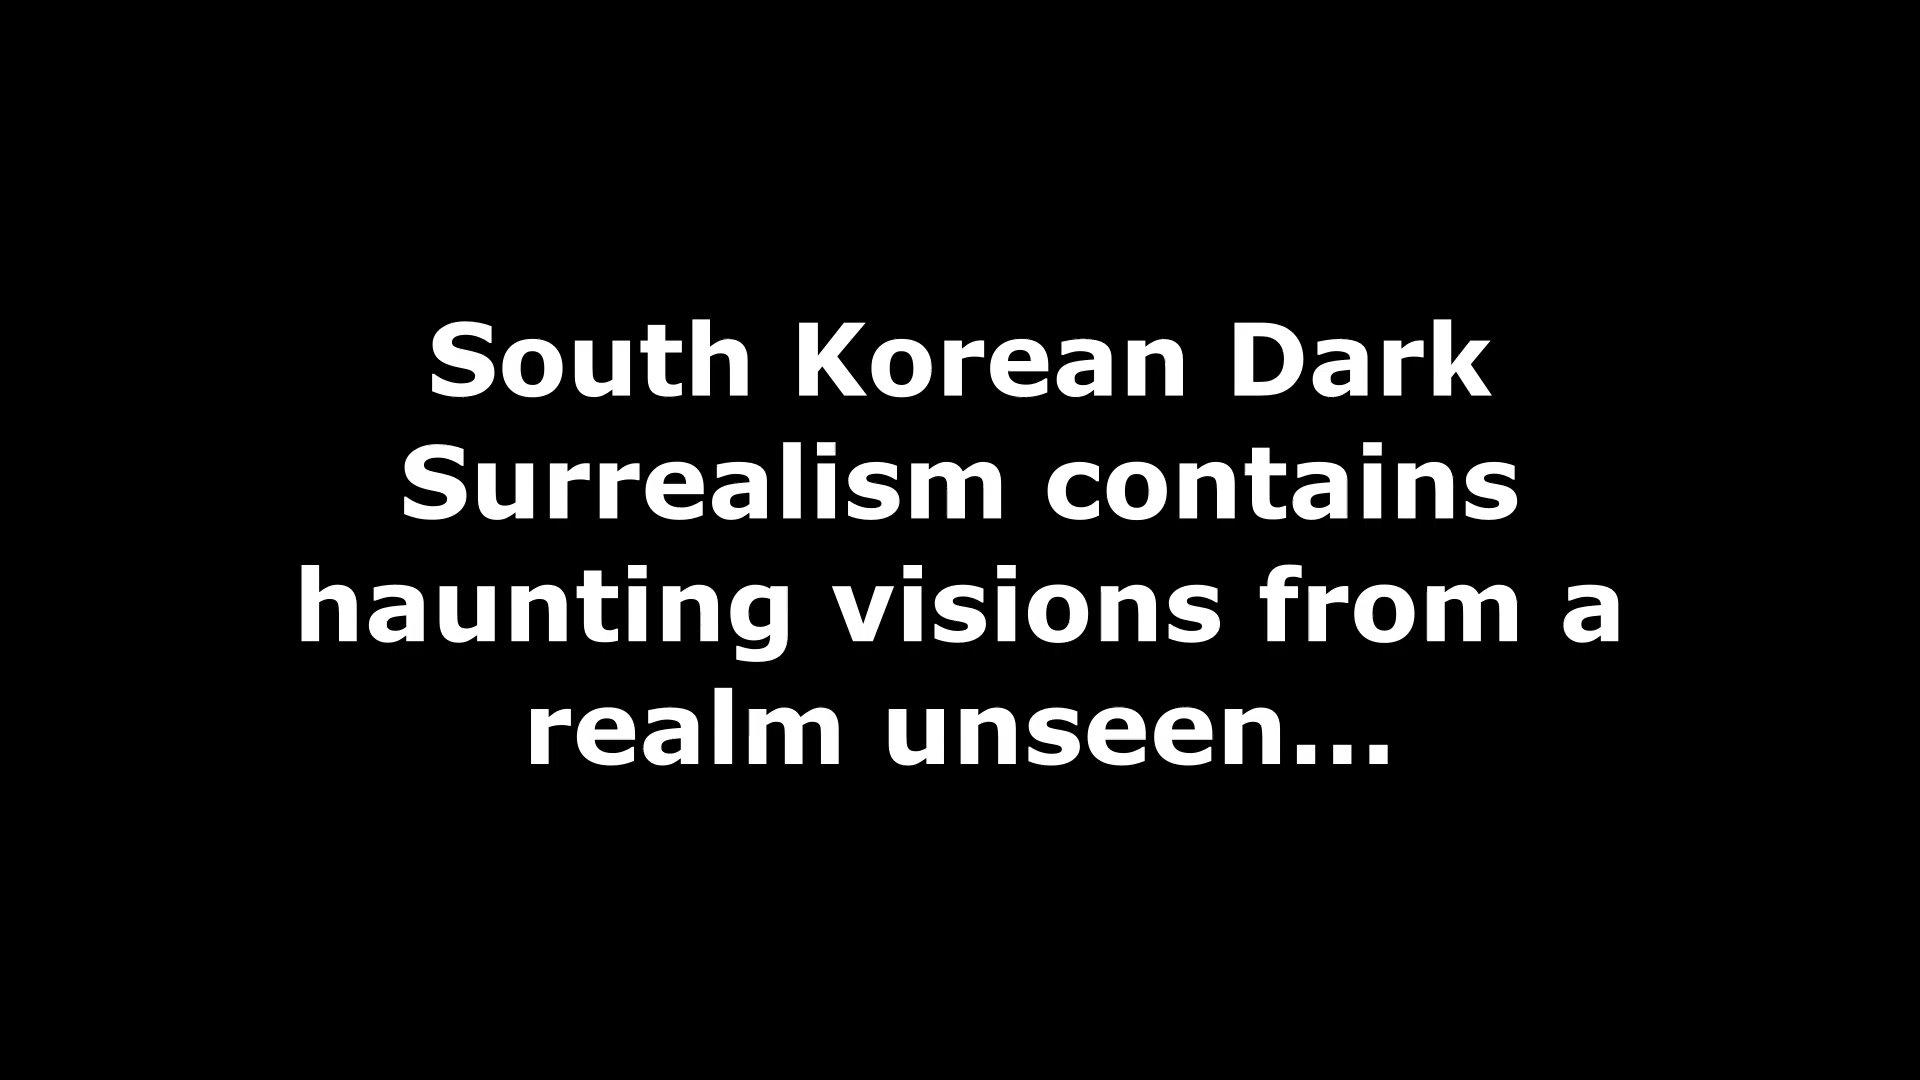 South Korean Dark
Surrealism contains
haunting visions from a
realm unseen...